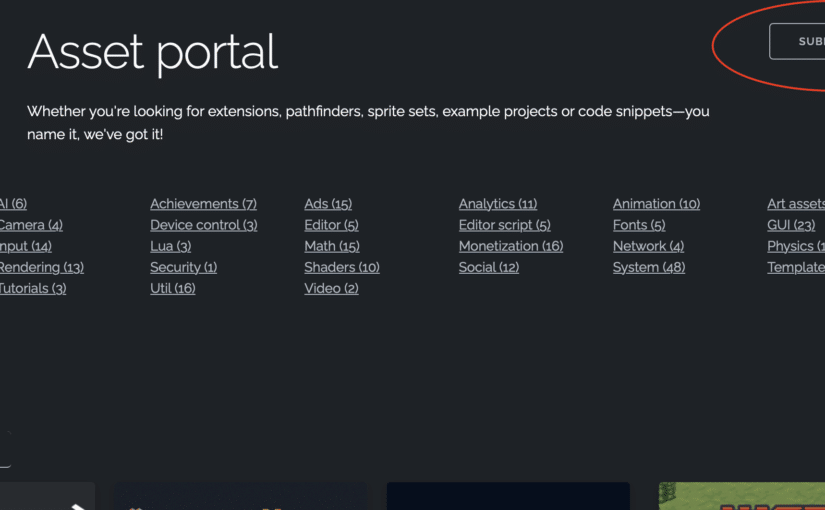 Asset portal
Whether you're looking for extensions, pathfinders, sprite sets, example projects or code snippets—you
name it, we've got it!
AI (6) Achievements (7) Ads (15) Analytics (11) Animation (10) Art assets
Camera (4) Device control (3) Editor (5) Editor script (5) Fonts (5) GUI (23)
nput (14) Lua (3) Math (15) Monetization (16) Network (4) Physics (1
Rendering (13) Security (1) Shaders (10) Social (12) System (48) Template
Tutorials (3) Util (16) Video (2)